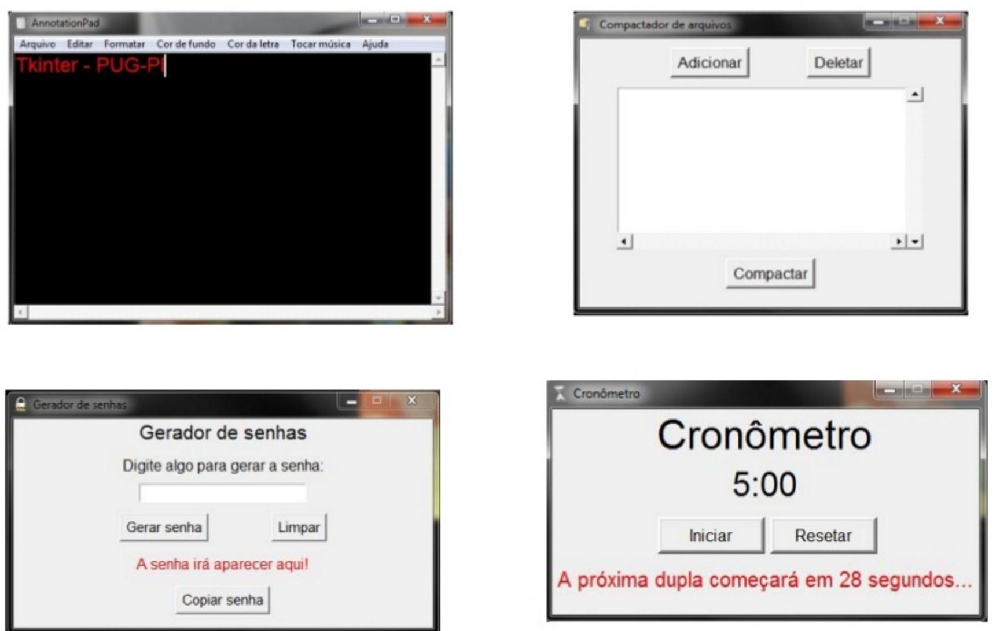 AnnotationPad
Arquivo Editar Formatar Cor de fundo Cor da letra Tocar música Ajuda
Tkinter - PUG-PI
Compactador de arquivos
Adicionar Deletar
Compactar
Gerador de senhas
Gerador de senhas
Digite algo para gerar a senha:
Gerar senha Limpar
A senha irá aparecer aqui!
Copiar senha
Cronômetro
Cronômetro
5:00
Iniciar Resetar
A próxima dupla começará em 28 segundos...